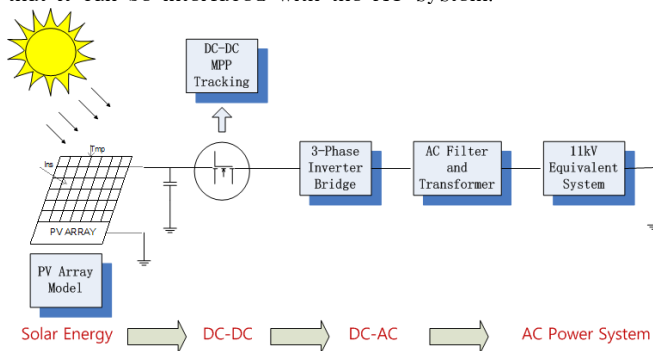 that it can be interfaced with the AC system.
DC-DC
MPP
Tracking
Tmp
Ins
PV ARRAY
PV Array
Model
3-Phase
Inverter
Bridge
AC Filter
and
Transformer
11kV
Equivalent
System
Solar Energy
DC-DC
DC-AC
AC Power System